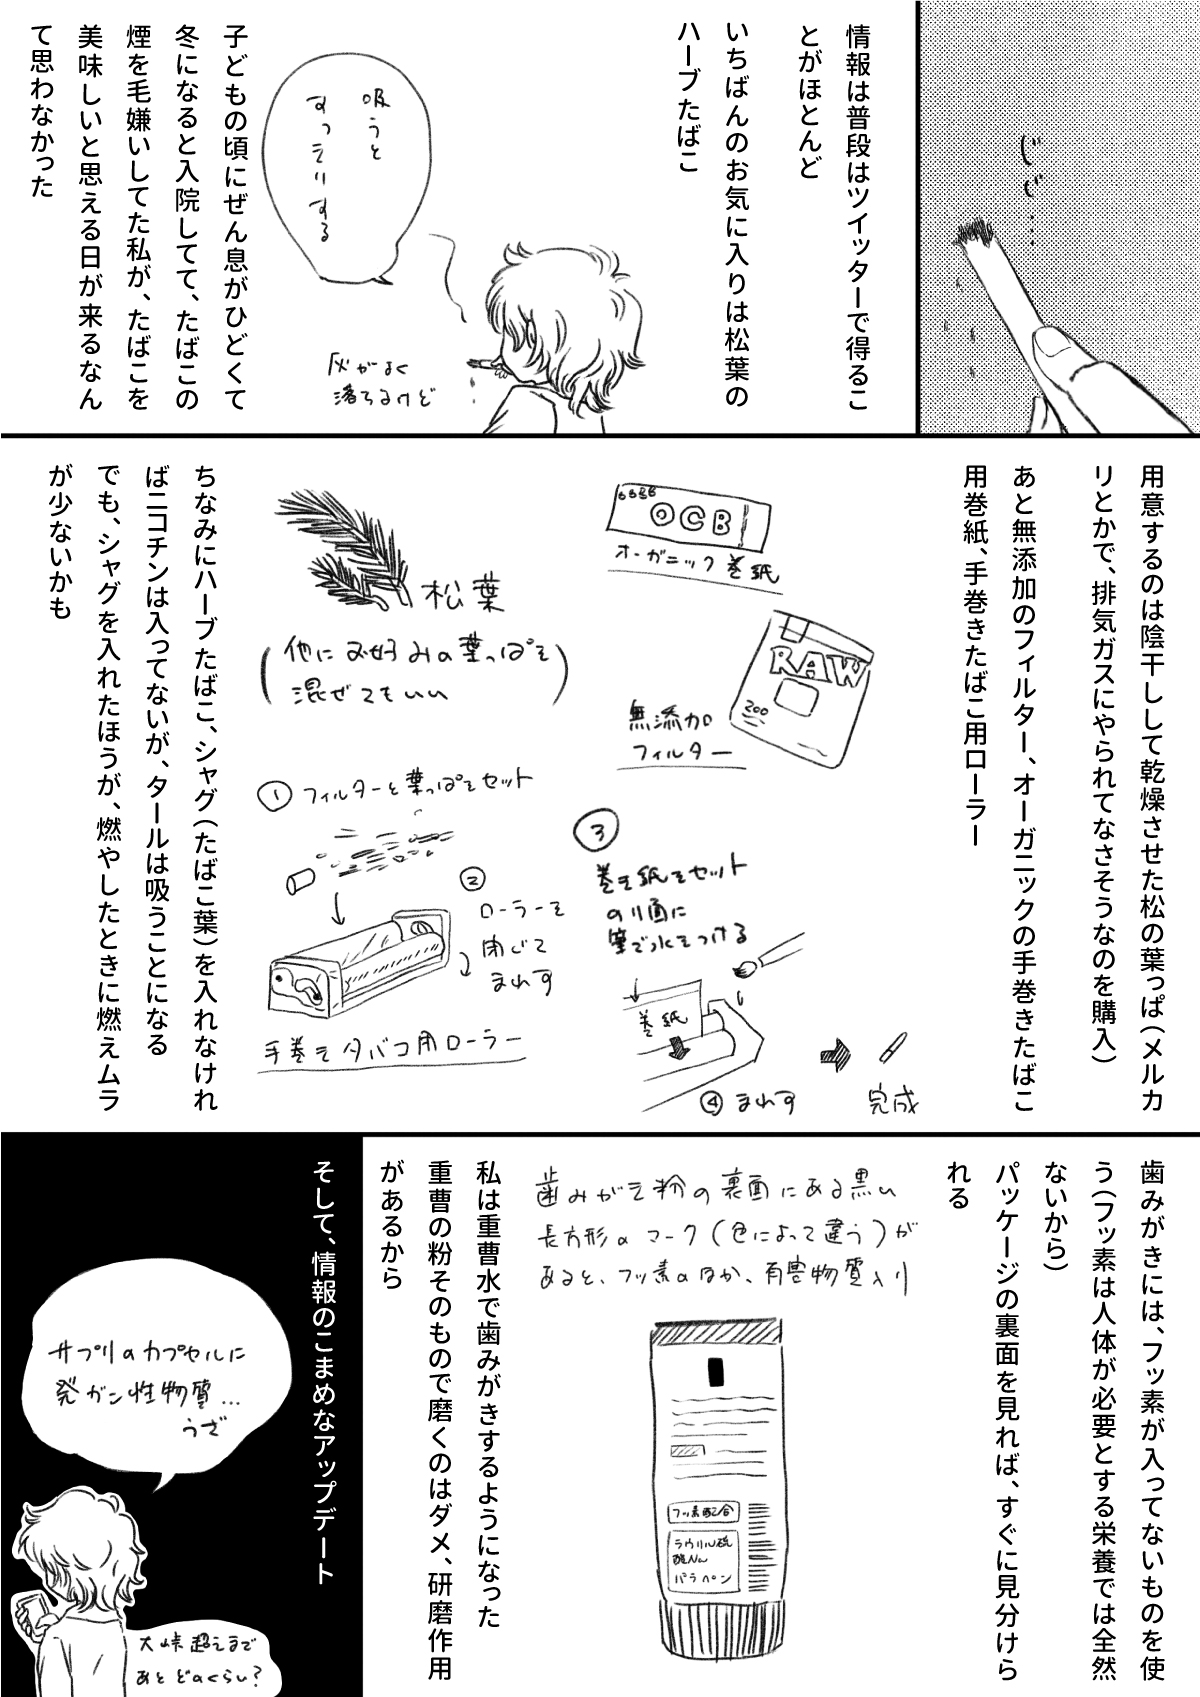 じじ…
情報は普段はツイッターで得るこ
とがほとんど
いちばんのお気に入りは松葉の
ハーブたばこ
吸うと
すっきりする
灰がよく
落ちるけど
子どもの頃にぜん息がひどくて
冬になると入院してて、たばこの
煙を毛嫌いしてた私が、たばこを
美味しいと思える日が来るなん
て思わなかった
用意するのは陰干しして乾燥させた松の葉っぱ(メルカ
リとかで、排気ガスにやられてなさそうなのを購入)
あと無添加のフィルター、オーガニックの手巻きたばこ
用巻紙、手巻きたばこ用ローラー
OCB
オーガニック巻紙
RAW
200
無添加
フィルター
松葉
(他にお好みの葉っぱを
混ぜてもいい)
①フィルターと葉っぱをセット
②
ローラーを
閉じて
まわす
手巻きタバコ用ローラー
③
巻き紙をセット
のり面に
筆で水をつける
巻紙
④まわす
完成
ちなみにハーブたばこ、シャグ(たばこ葉)を入れなけれ
ばニコチンは入ってないが、タールは吸うことになる
でも、シャグを入れたほうが、燃やしたときに燃えムラ
が少ないかも
歯みがきには、フッ素が入ってないものを使
う(フッ素は人体が必要とする栄養では全然
ないから)
パッケージの裏面を見れば、すぐに見分けら
れる
歯みがき粉の裏面にある黒い
長方形のマーク(色によって違う)が
あると、フッ素のほか、有害物質入り
フッ素配合
ラウリル硫
酸Na
パラベン
私は重曹水で歯みがきするようになった
重曹の粉そのもので磨くのはダメ、研磨作用
があるから
そして、情報のこまめなアップデート
サプリのカプセルに
発ガン性物質…
うざ
大峠超えまで
あとどのくらい?